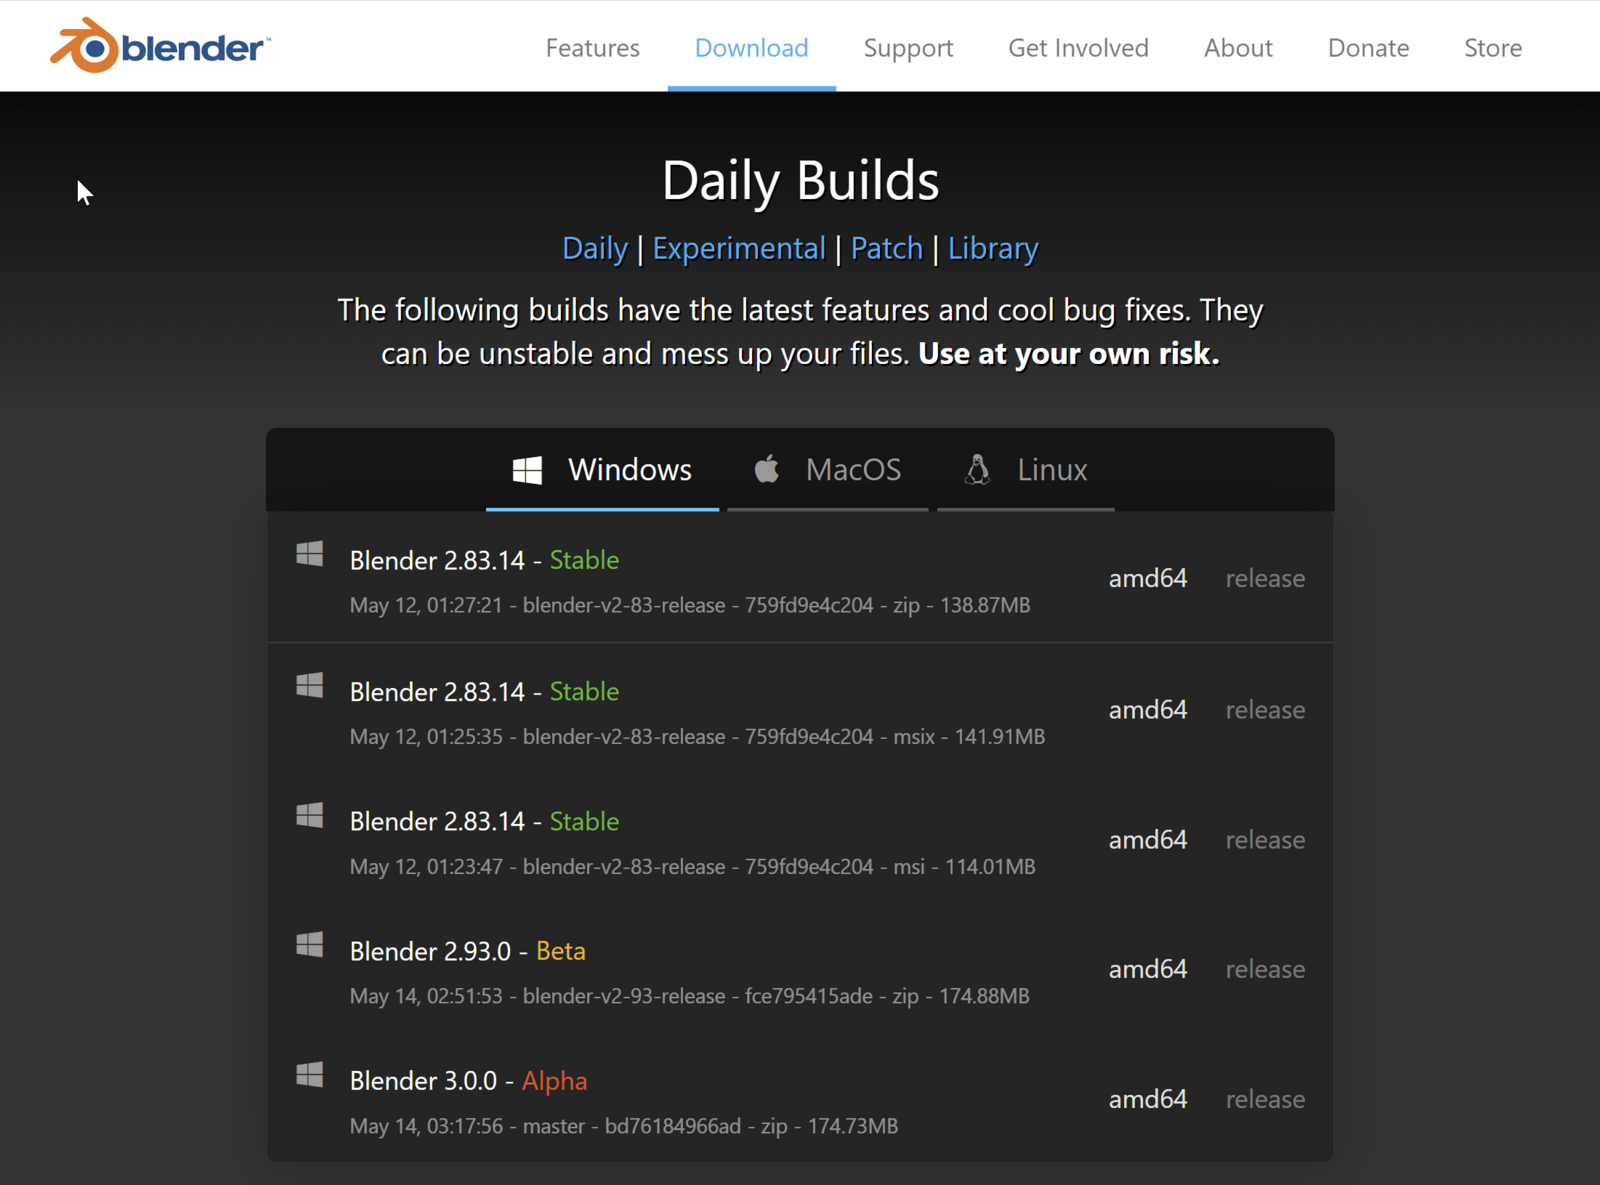 blender™
Features Download Support Get Involved About Donate Store
Daily Builds
Daily | Experimental | Patch | Library
The following builds have the latest features and cool bug fixes. They
can be unstable and mess up your files. Use at your own risk.
Windows MacOS Linux
Blender 2.83.14 - Stable
amd64 release
May 12, 01:27:21 - blender-v2-83-release - 759fd9e4c204 - zip - 138.87MB
Blender 2.83.14 - Stable
amd64 release
May 12, 01:25:35 - blender-v2-83-release - 759fd9e4c204 - msix - 141.91MB
Blender 2.83.14 - Stable
amd64 release
May 12, 01:23:47 - blender-v2-83-release - 759fd9e4c204 - msi - 114.01MB
Blender 2.93.0 - Beta
amd64 release
May 14, 02:51:53 - blender-v2-93-release - fce795415ade - zip - 174.88MB
Blender 3.0.0 - Alpha
amd64 release
May 14, 03:17:56 - master - bd76184966ad - zip - 174.73MB